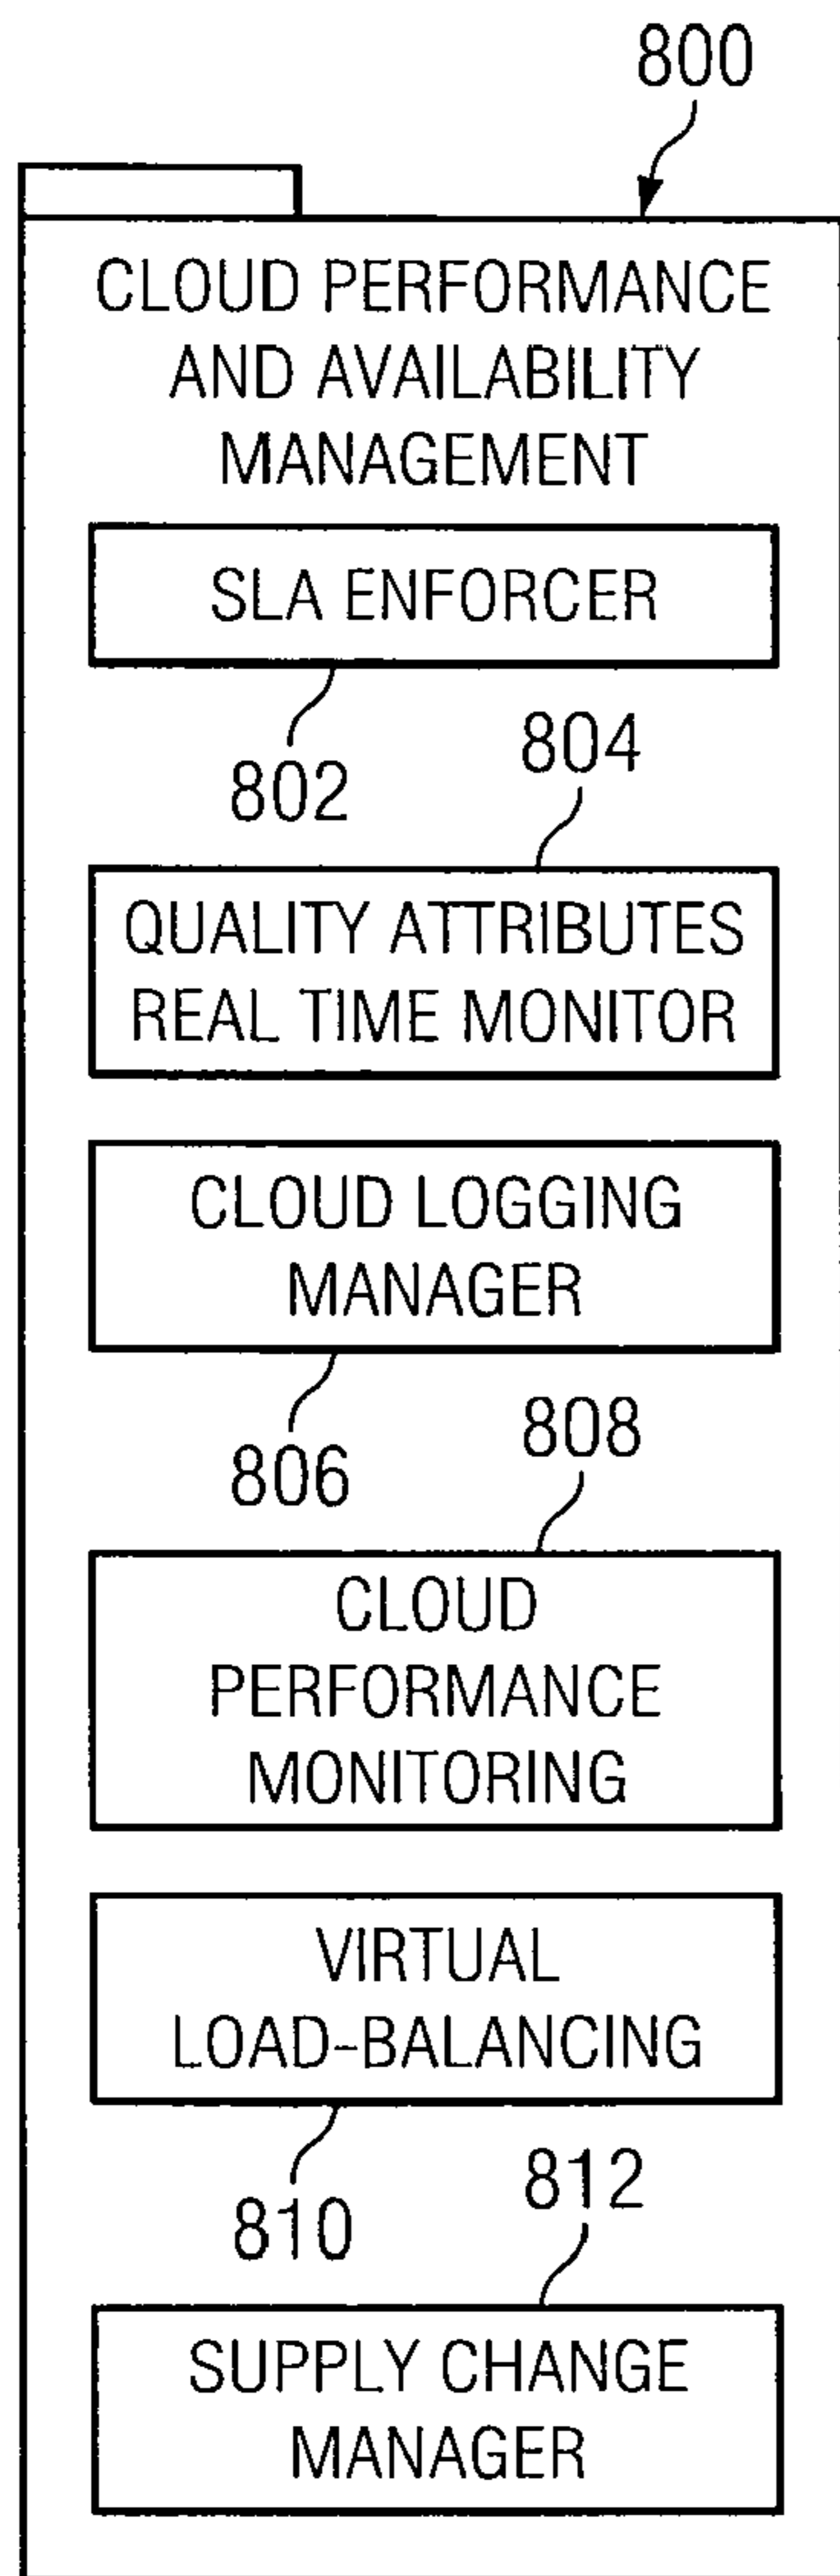 800
CLOUD PERFORMANCE
AND AVAILABILITY
MANAGEMENT
SLA ENFORCER
802
804
QUALITY ATTRIBUTES
REAL TIME MONITOR
CLOUD LOGGING
MANAGER
806
808
CLOUD
PERFORMANCE
MONITORING
VIRTUAL
LOAD-BALANCING
810
812
SUPPLY CHANGE
MANAGER